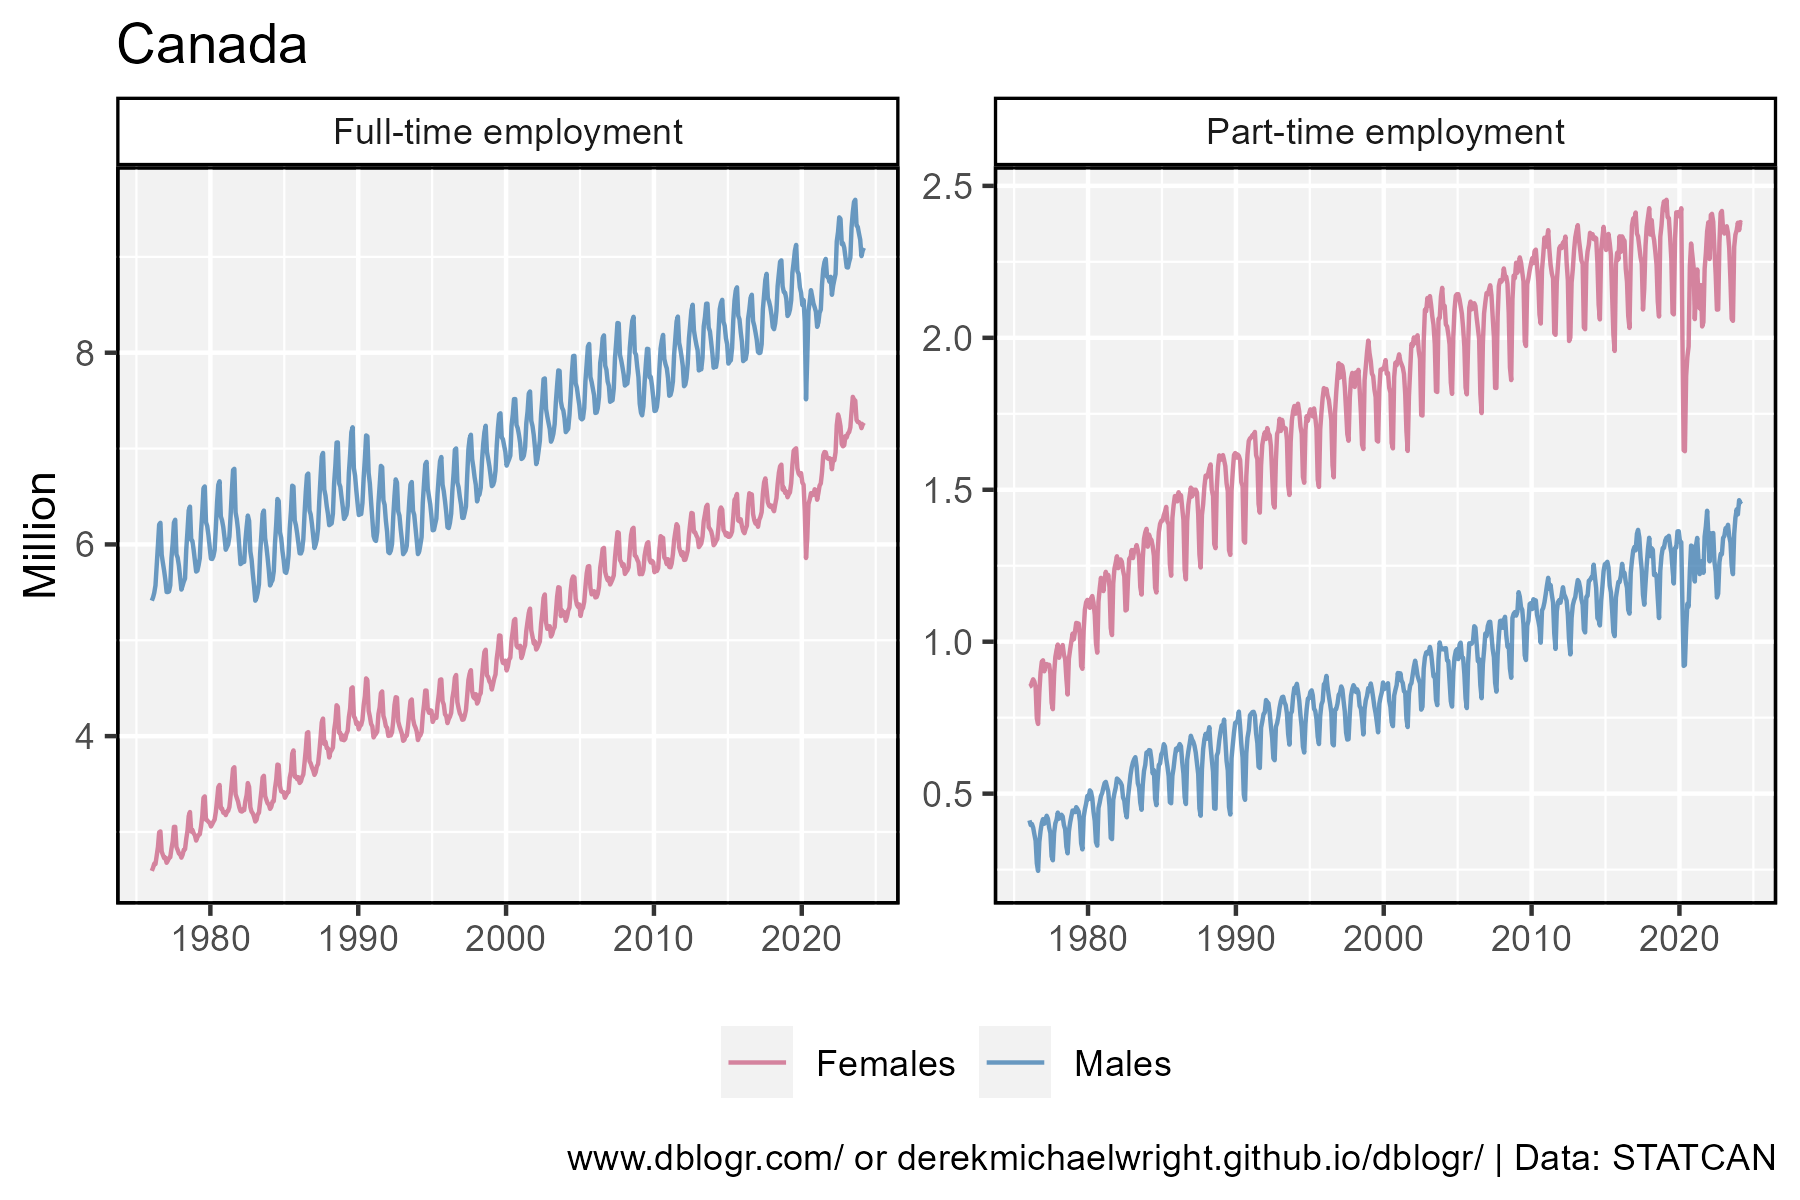 Canada
Full-time employment
Part-time employment
Million
8
6
4
1980 1990 2000 2010 2020
2.5
2.0
1.5
1.0
0.5
1980 1990 2000 2010 2020
Females Males
www.dblogr.com/ or derekmichaelwright.github.io/dblogr/ | Data: STATCAN